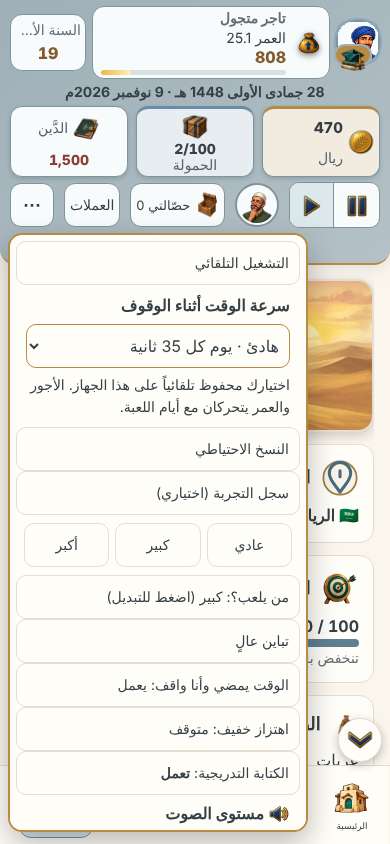 تاجر متجول
العمر 25.1
808
السنة الأ...
19
28 جمادى الأولى 1448 هـ · 9 نوفمبر 2026م
470
ريال
2/100
الحمولة
الدَّين
1,500
حصّالتي 0
العملات
...
التشغيل التلقائي
سرعة الوقت أثناء الوقوف
هادئ · يوم كل 35 ثانية
اختيارك محفوظ تلقائياً على هذا الجهاز. الأجور
والعمر يتحركان مع أيام اللعبة.
النسخ الاحتياطي
سجل التجربة (اختياري)
عادي
كبير
أكبر
من يلعب؟: كبير (اضغط للتبديل)
تباين عالٍ
الوقت يمضي وأنا واقف: يعمل
اهتزاز خفيف: متوقف
الكتابة التدريجية: تعمل
مستوى الصوت
100 /
تنخفض
الرئيسية